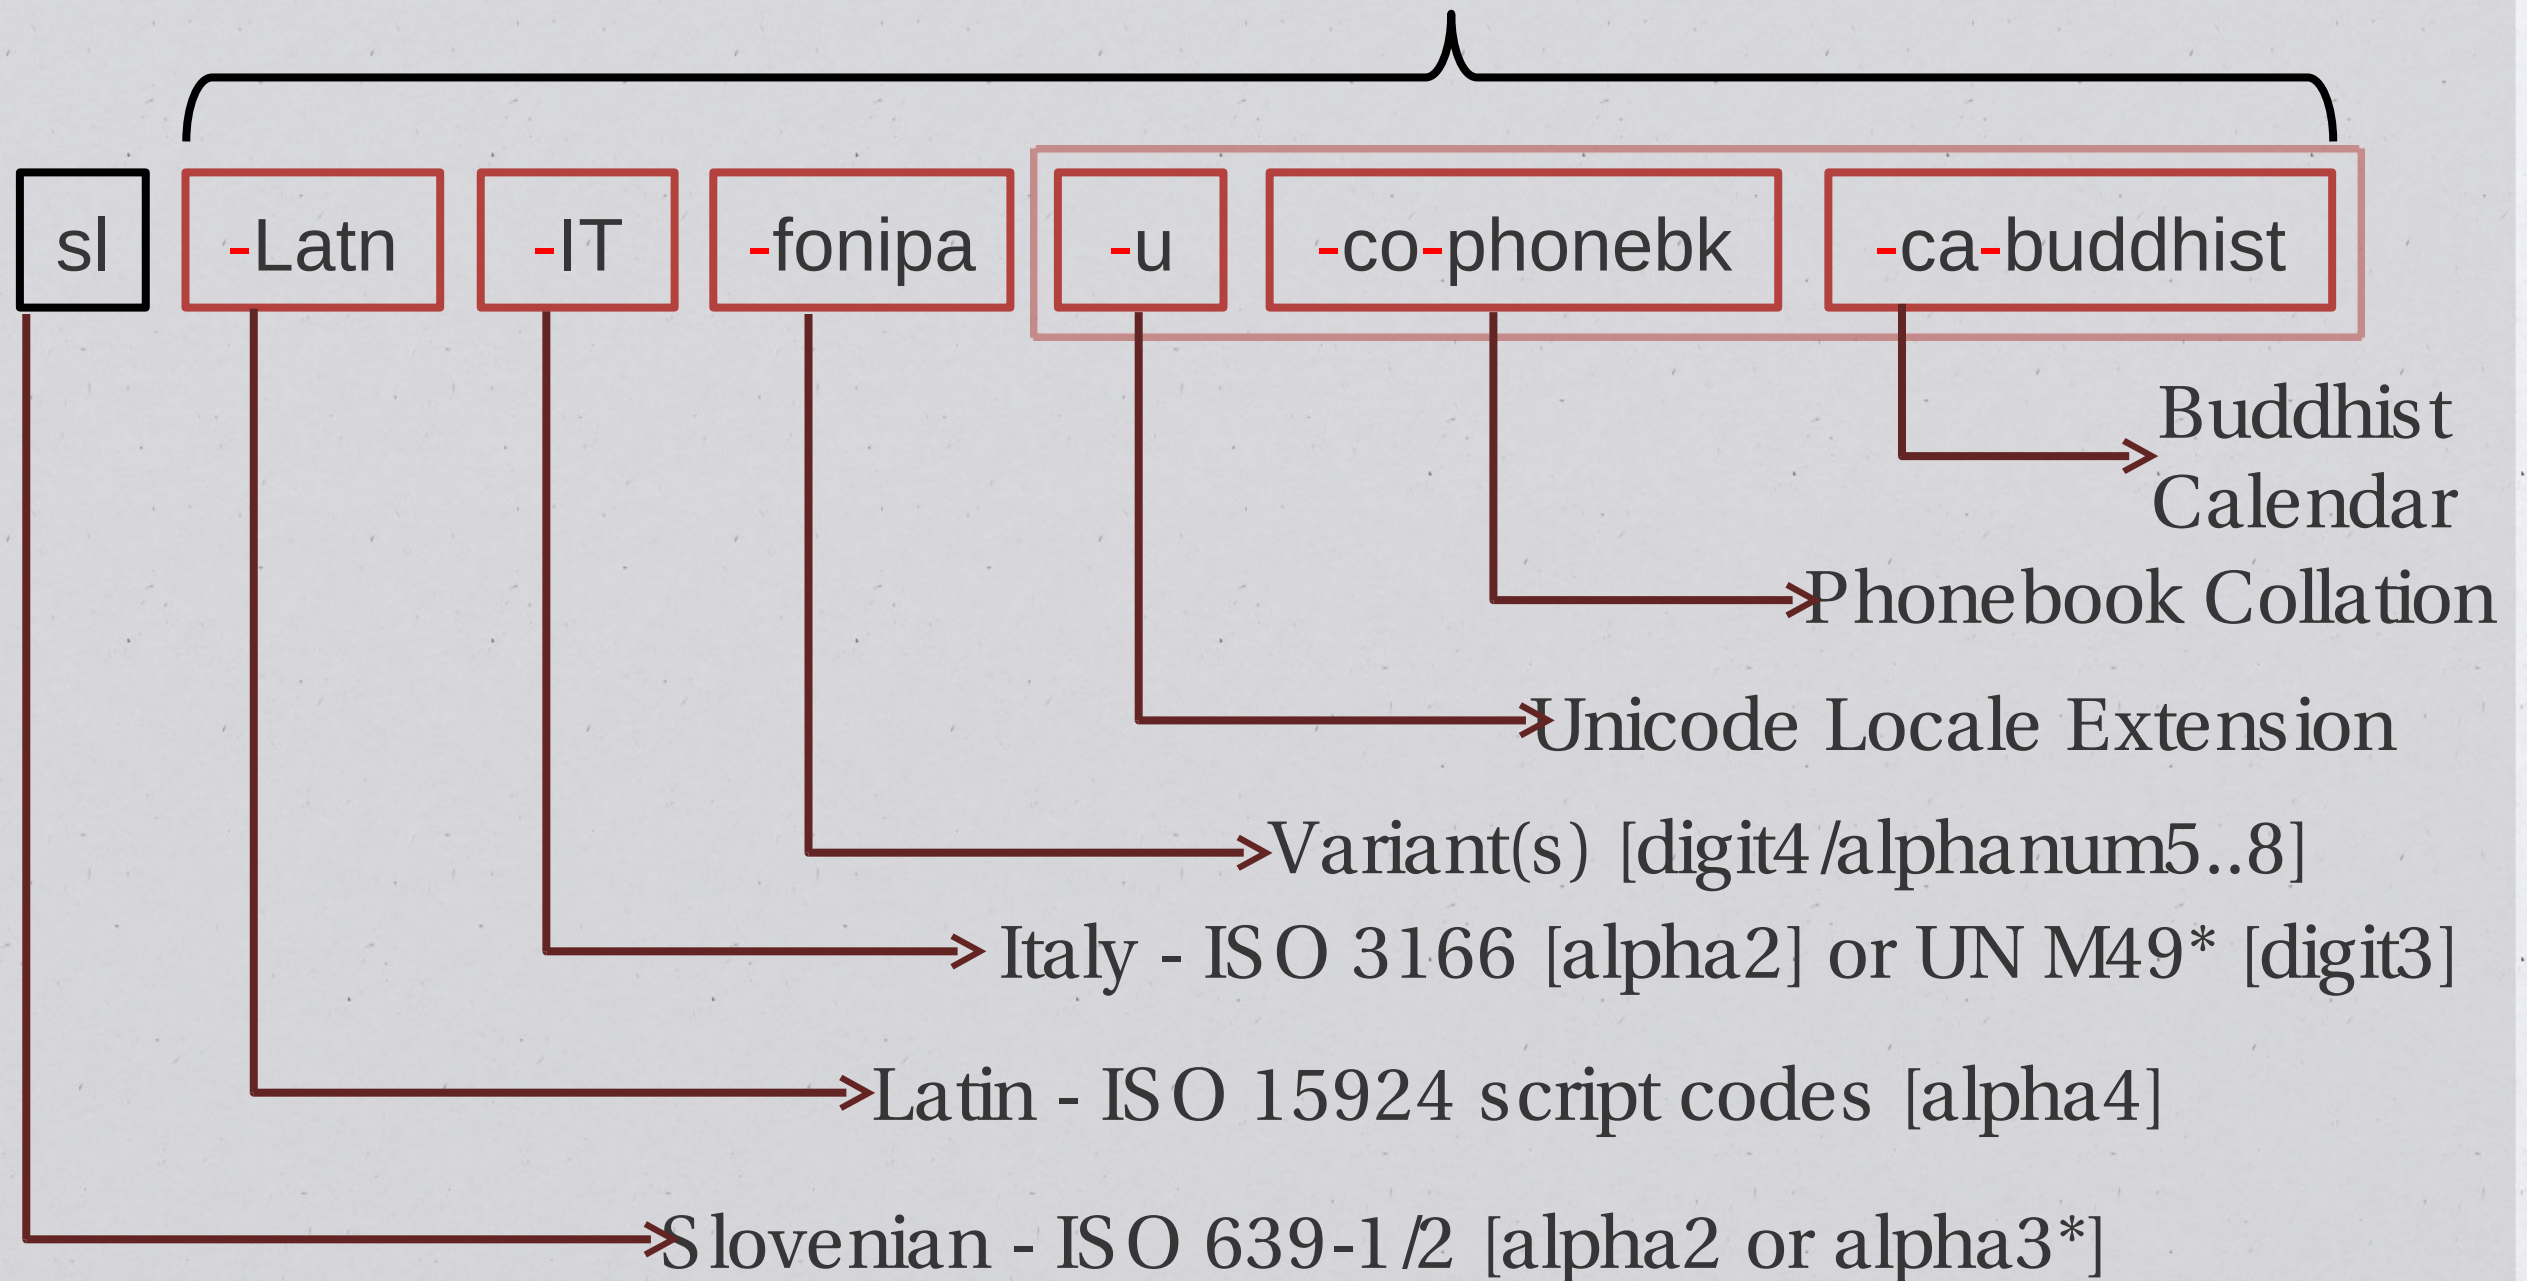 sl -Latn -IT -fonipa -u -co-phonebk -ca-buddhist
Buddhist
Calendar
Phonebook Collation
Unicode Locale Extension
Variant(s) [digit4/alphanum5..8]
Italy - ISO 3166 [alpha2] or UN M49* [digit3]
Latin - ISO 15924 script codes [alpha4]
Slovenian - ISO 639-1/2 [alpha2 or alpha3*]